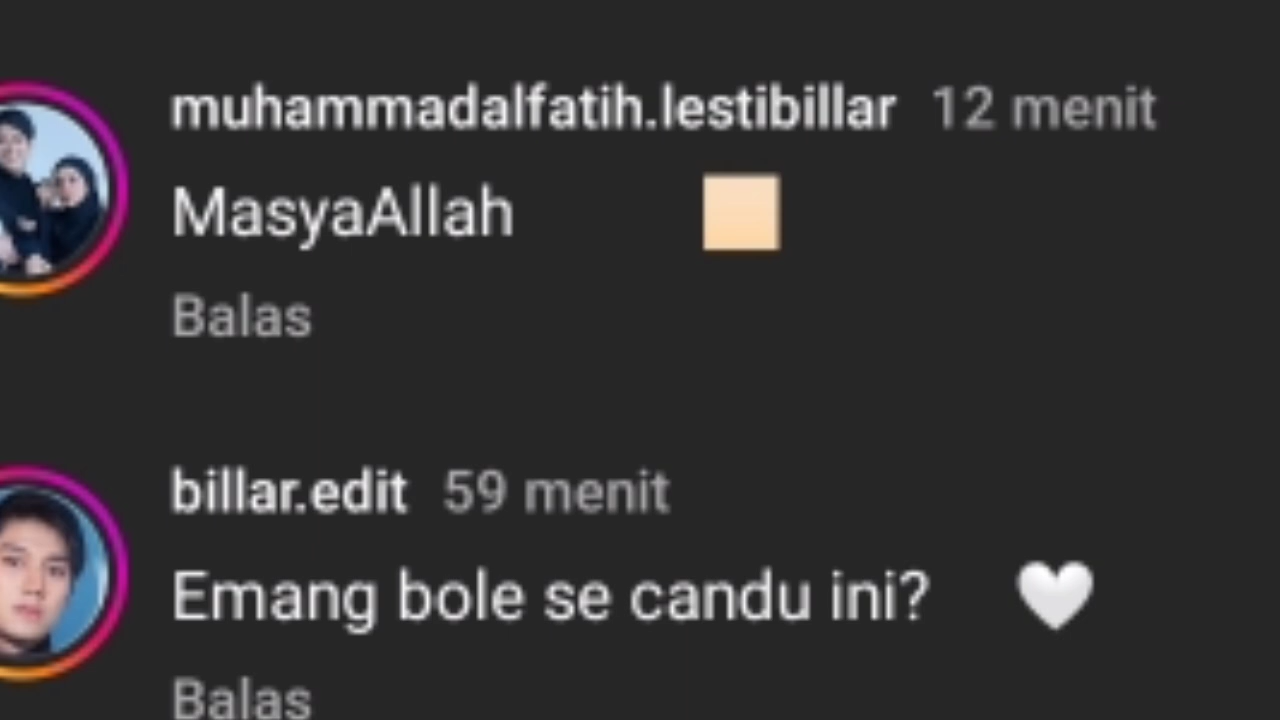 muhammadalfatih.lestibillar 12 menit
MasyaAllah 🏼
Balas
billar.edit 59 menit
Emang bole se candu ini? 🤍
Balas